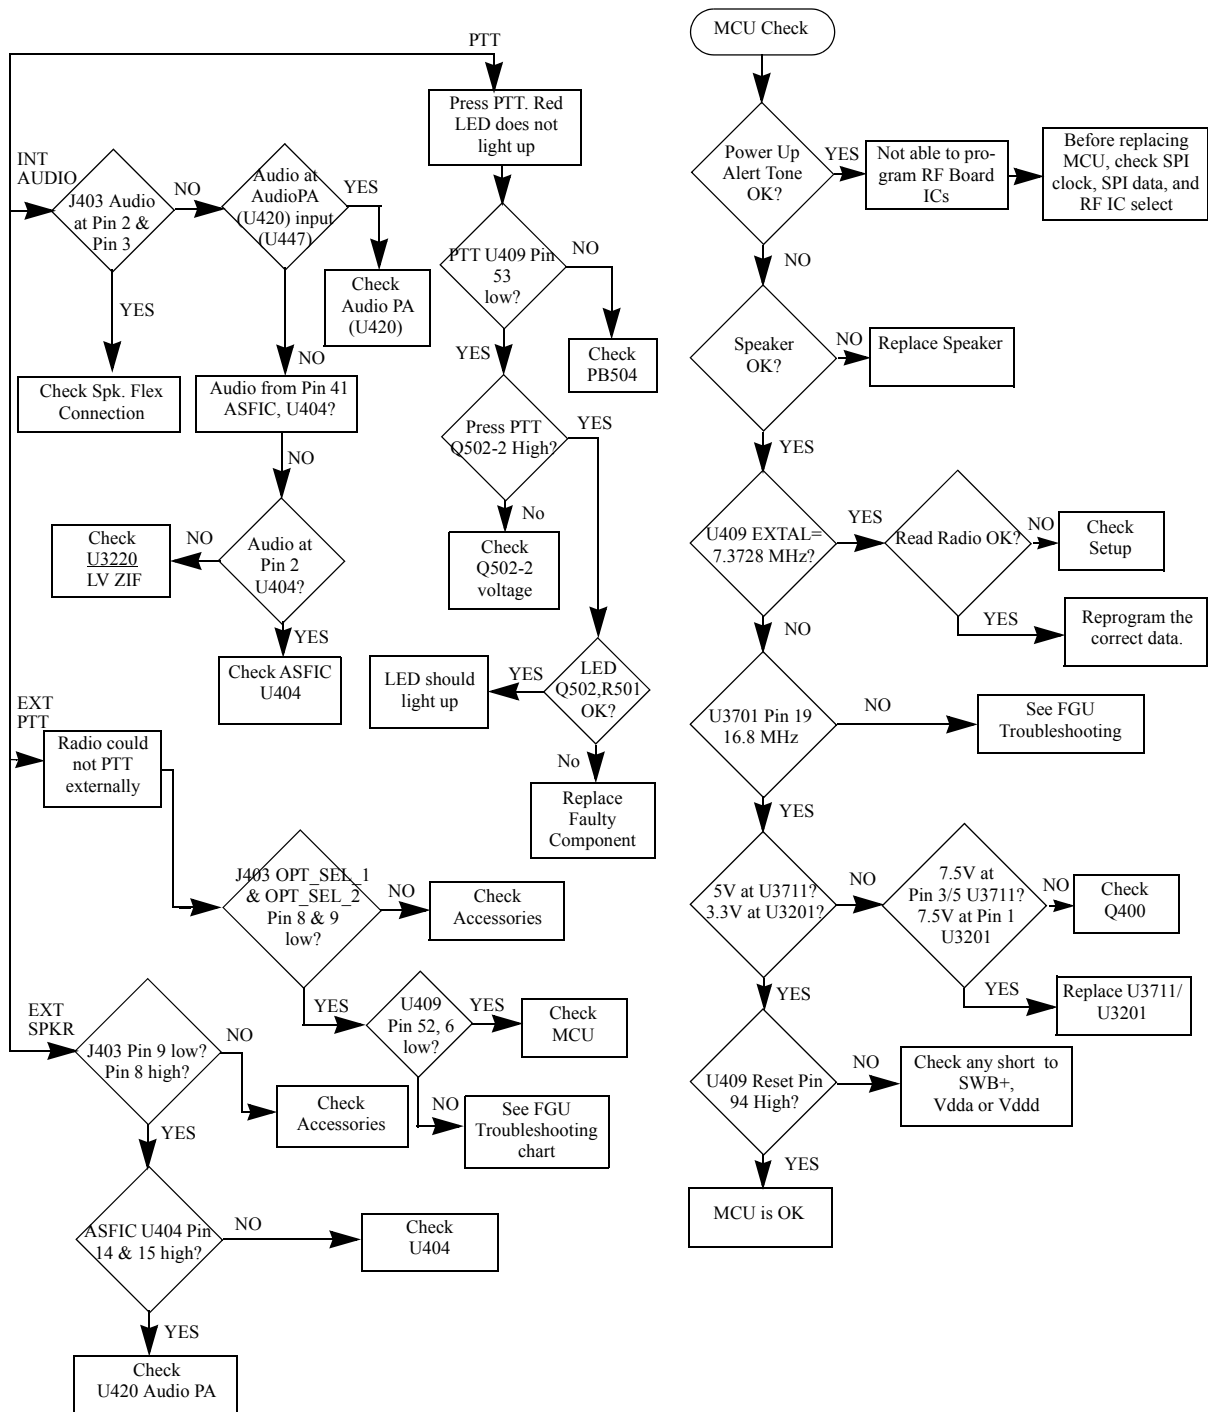 PTT
Press PTT. Red
LED does not
light up
INT
AUDIO
J403 Audio
at Pin 2 &
Pin 3
NO
Audio at
AudioPA
(U420) input
(U447)
YES
Check
Audio PA
(U420)
YES
Check Spk. Flex
Connection
NO
Audio from Pin 41
ASFIC, U404?
NO
Audio at
Pin 2
U404?
NO
Check
U3220
LV ZIF
YES
Check ASFIC
U404
PTT U409 Pin
53
low?
NO
Check
PB504
YES
Press PTT
Q502-2 High?
YES
No
Check
Q502-2
voltage
LED
Q502,R501
OK?
YES
LED should
light up
No
Replace
Faulty
Component
EXT
PTT
Radio could
not PTT
externally
J403 OPT_SEL_1
& OPT_SEL_2
Pin 8 & 9
low?
NO
Check
Accessories
YES
U409
Pin 52, 6
low?
YES
Check
MCU
NO
See FGU
Troubleshooting
chart
EXT
SPKR
J403 Pin 9 low?
Pin 8 high?
NO
Check
Accessories
YES
ASFIC U404 Pin
14 & 15 high?
NO
Check
U404
YES
Check
U420 Audio PA
MCU Check
Power Up
Alert Tone
OK?
YES
Not able to pro-
gram RF Board
ICs
Before replacing
MCU, check SPI
clock, SPI data, and
RF IC select
NO
Speaker
OK?
NO
Replace Speaker
YES
U409 EXTAL=
7.3728 MHz?
YES
Read Radio OK?
NO
Check
Setup
YES
Reprogram the
correct data.
NO
U3701 Pin 19
16.8 MHz
NO
See FGU
Troubleshooting
YES
5V at U3711?
3.3V at U3201?
NO
7.5V at
Pin 3/5 U3711?
7.5V at Pin 1
U3201
NO
Check
Q400
YES
Replace U3711/
U3201
YES
U409 Reset Pin
94 High?
NO
Check any short to
SWB+,
Vdda or Vddd
YES
MCU is OK